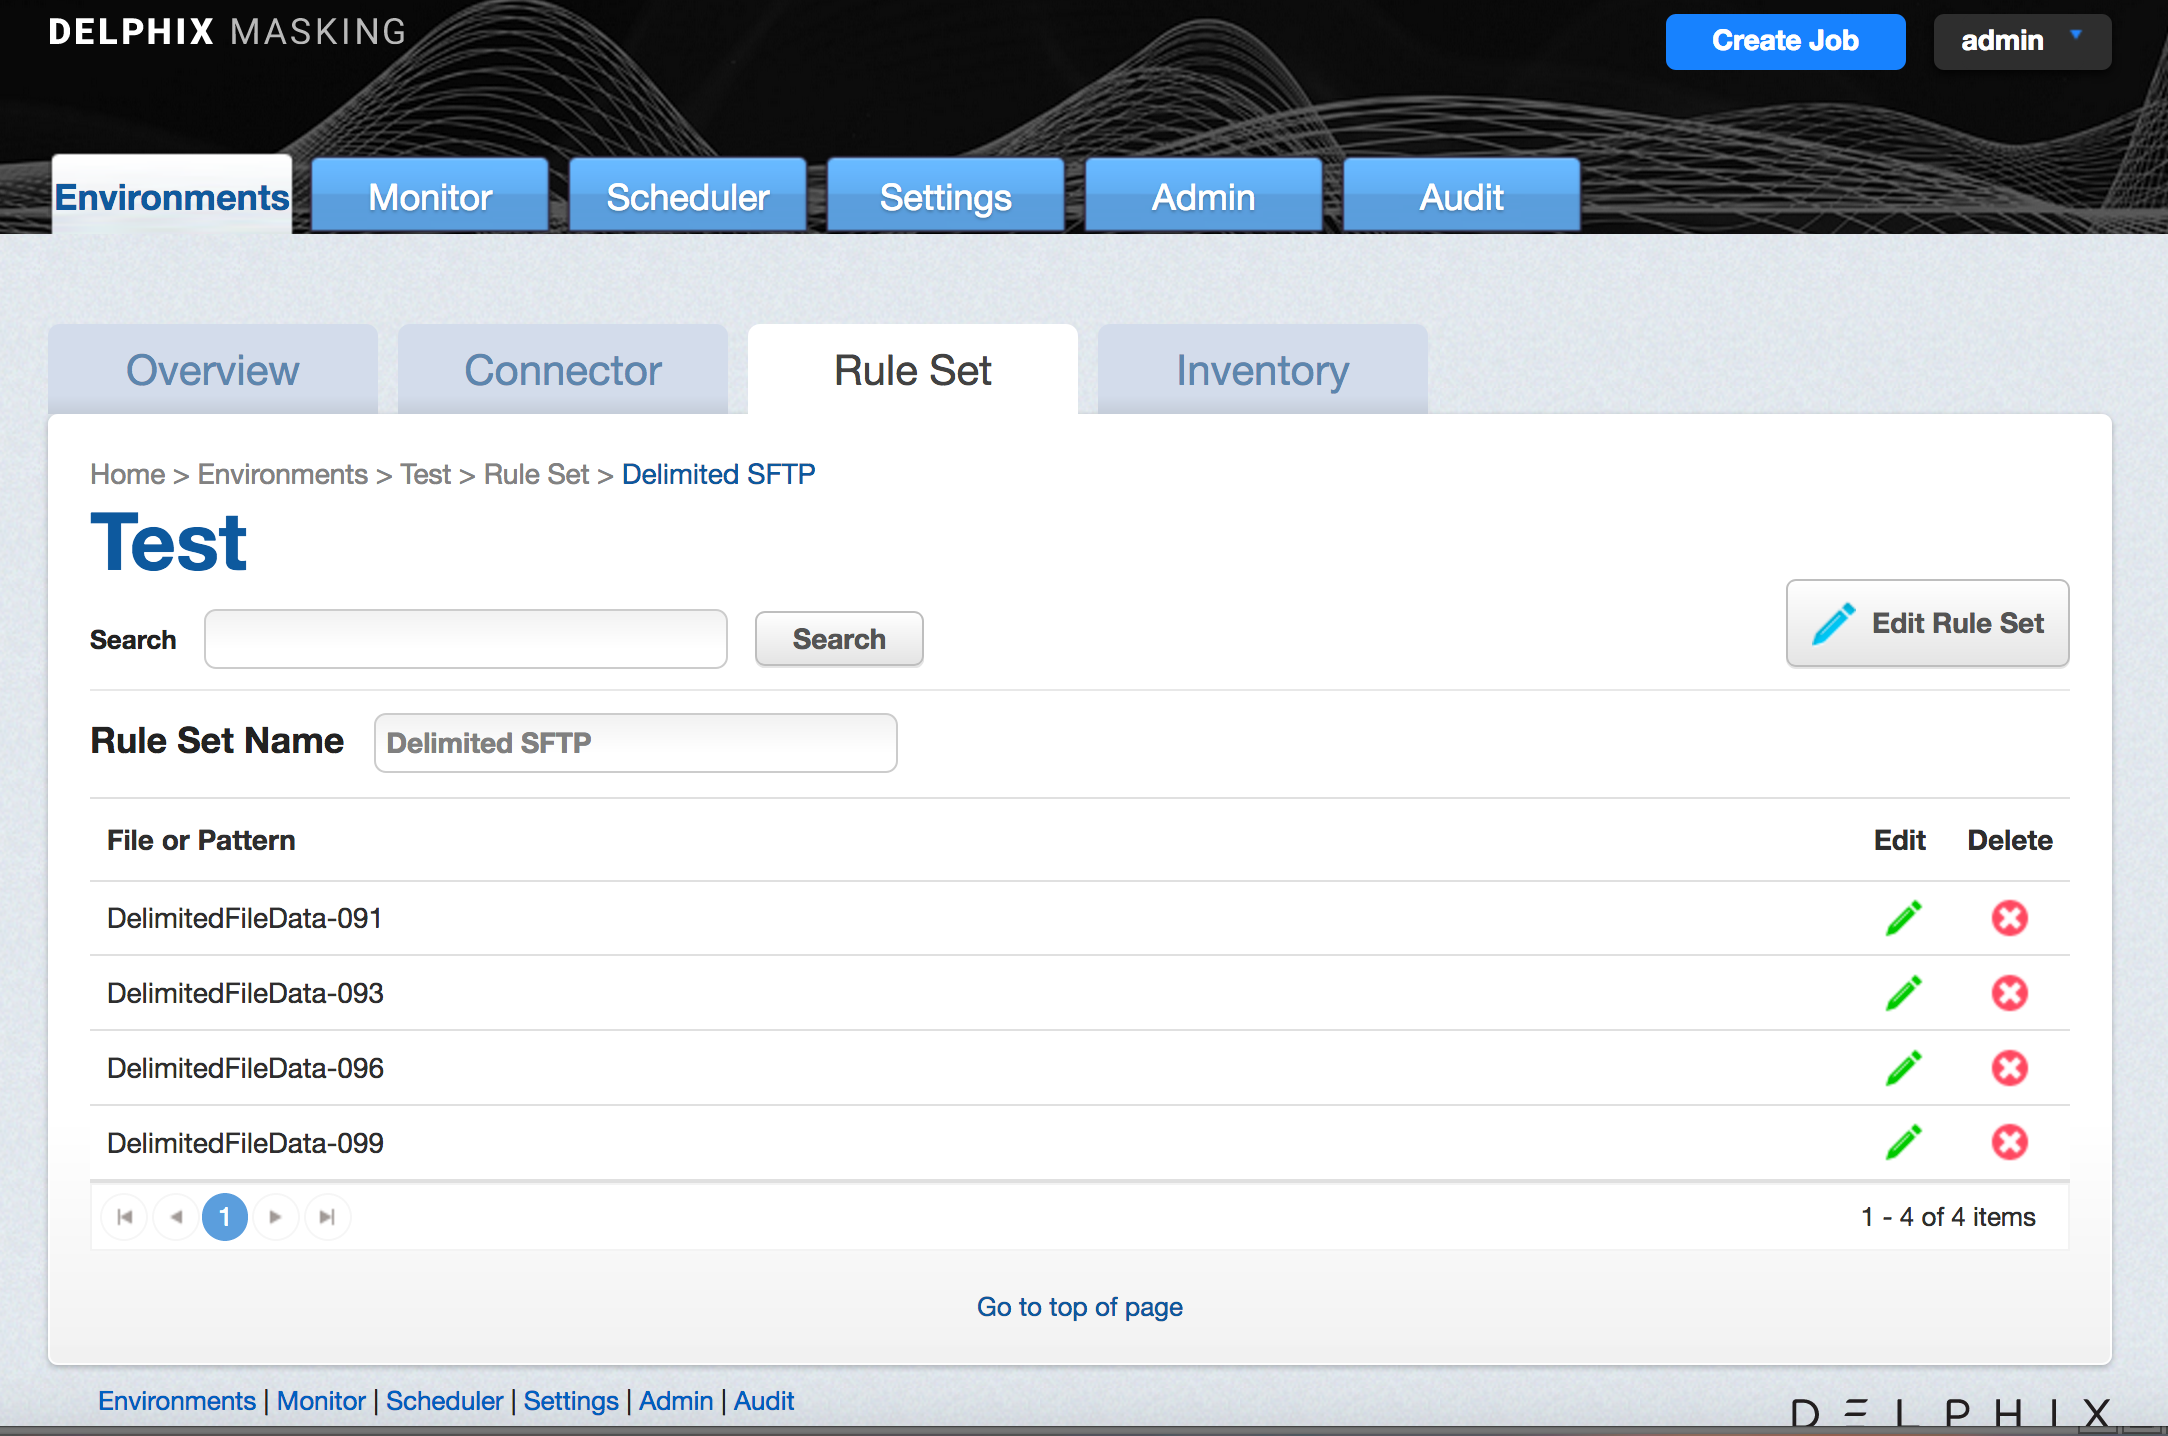 DELPHIX MASKING
Create Job
admin
Environments
Monitor
Scheduler
Settings
Admin
Audit
Overview
Connector
Rule Set
Inventory
Home > Environments > Test > Rule Set > Delimited SFTP
Test
Search
Search
Edit Rule Set
Rule Set Name
Delimited SFTP
File or Pattern
Edit
Delete
DelimitedFileData-091
DelimitedFileData-093
DelimitedFileData-096
DelimitedFileData-099
1
1 - 4 of 4 items
Go to top of page
Environments | Monitor | Scheduler | Settings | Admin | Audit
DELPHIX